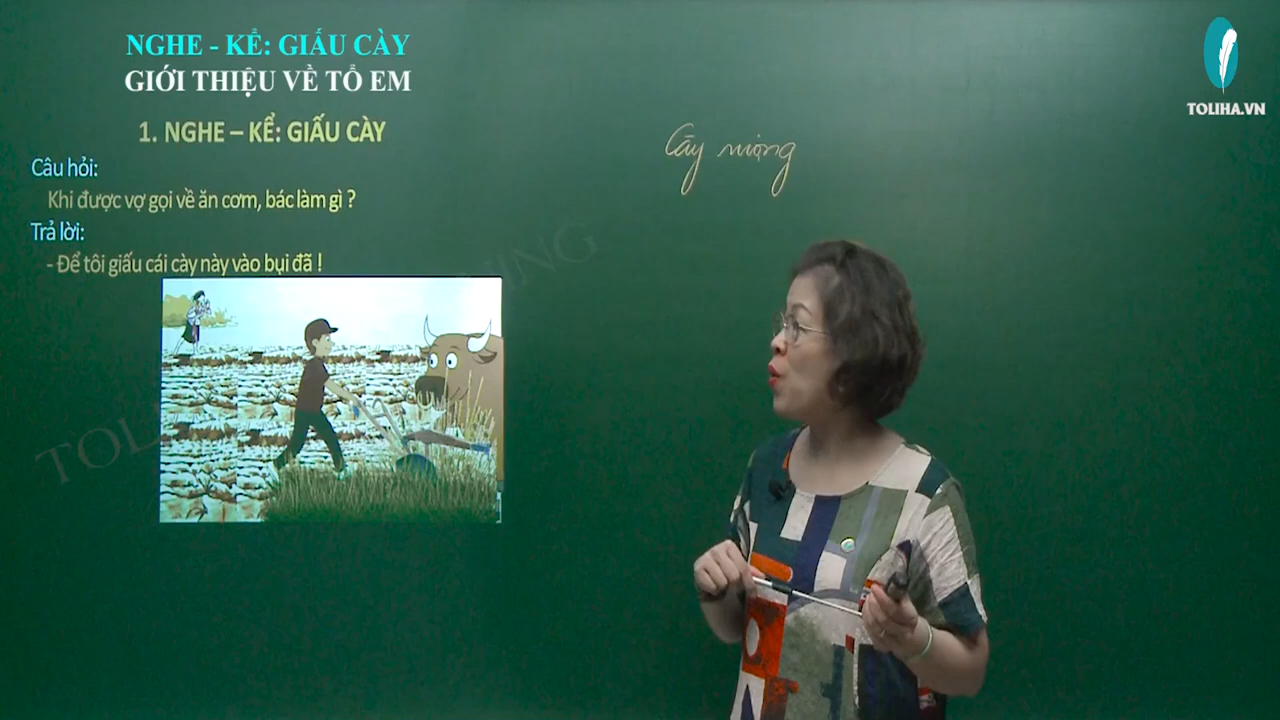 NGHE - KỂ: GIẤU CÀY
GIỚI THIỆU VỀ TỔ EM
1. NGHE – KỂ: GIẤU CÀY
Câu hỏi:
Khi được vợ gọi về ăn cơm, bác làm gì ?
Trả lời:
- Để tôi giấu cái cày này vào bụi đã !
Cày ruộng
TOLIHA.VN